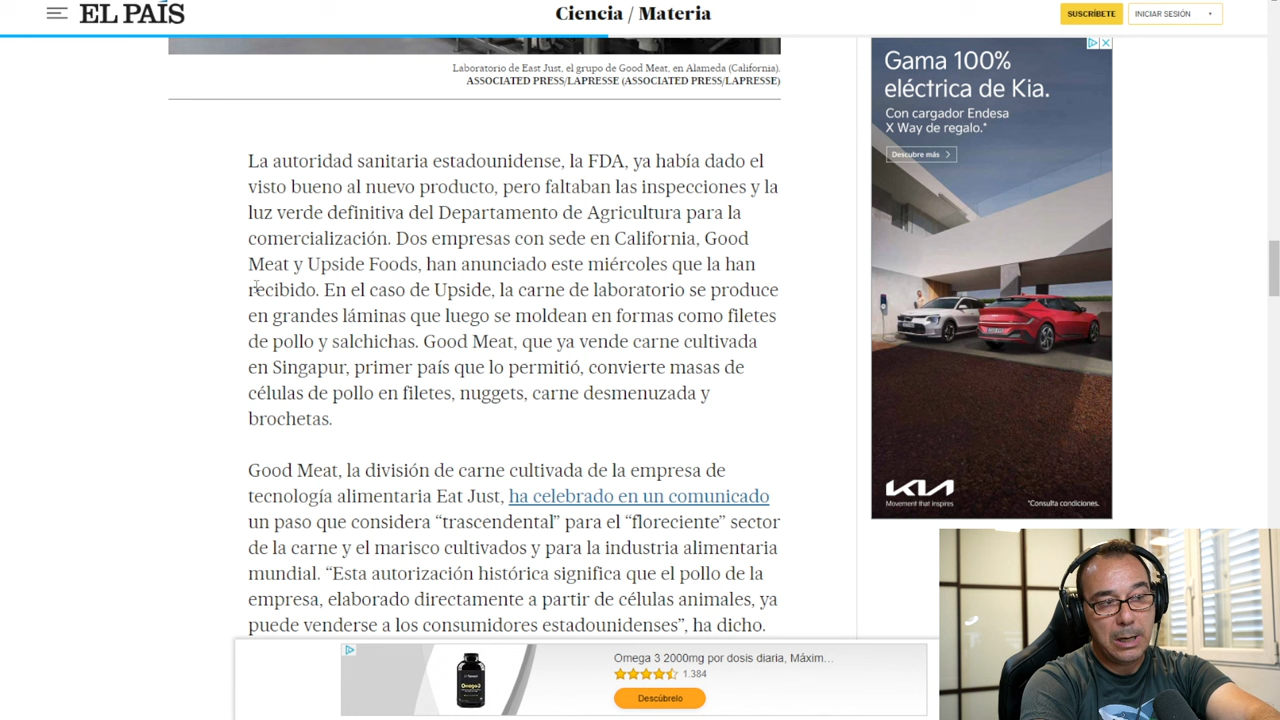 EL PAÍS
Ciencia / Materia
SUSCRÍBETE
INICIAR SESIÓN
Laboratorio de East Just, el grupo de Good Meat, en Alameda (California).
ASSOCIATED PRESS/LAPRESSE (ASSOCIATED PRESS/LAPRESSE)
La autoridad sanitaria estadounidense, la FDA, ya había dado el
visto bueno al nuevo producto, pero faltaban las inspecciones y la
luz verde definitiva del Departamento de Agricultura para la
comercialización. Dos empresas con sede en California, Good
Meat y Upside Foods, han anunciado este miércoles que la han
recibido. En el caso de Upside, la carne de laboratorio se produce
en grandes láminas que luego se moldean en formas como filetes
de pollo y salchichas. Good Meat, que ya vende carne cultivada
en Singapur, primer país que lo permitió, convierte masas de
células de pollo en filetes, nuggets, carne desmenuzada y
brochetas.
Good Meat, la división de carne cultivada de la empresa de
tecnología alimentaria Eat Just, ha celebrado en un comunicado
un paso que considera “trascendental” para el “floreciente” sector
de la carne y el marisco cultivados y para la industria alimentaria
mundial. “Esta autorización histórica significa que el pollo de la
empresa, elaborado directamente a partir de células animales, ya
puede venderse a los consumidores estadounidenses”, ha dicho.
Gama 100%
eléctrica de Kia.
Con cargador Endesa
X Way de regalo.*
Descubre más
KIA
Movement that inspires
*Consulta condiciones.
Omega 3 2000mg por dosis diaria, Máxim...
1.384
Descúbrelo